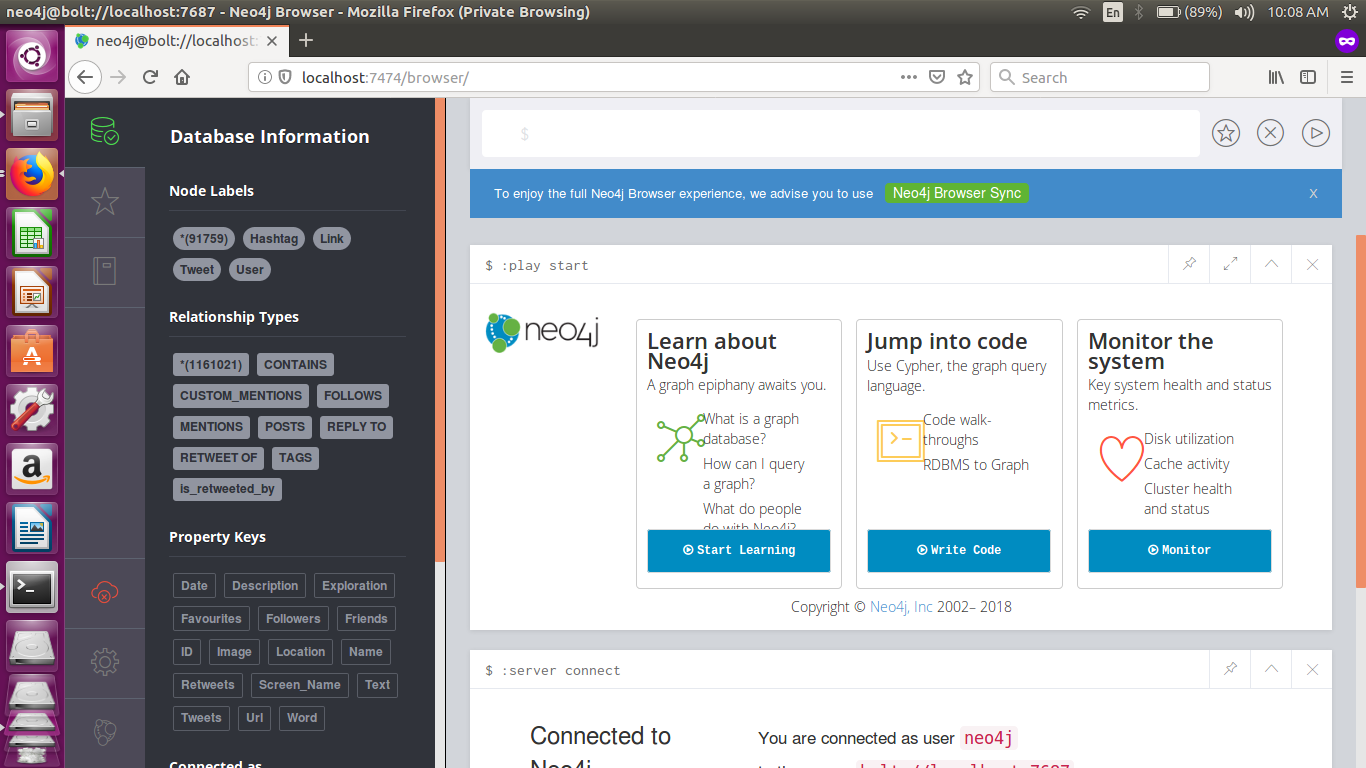 neo4j@bolt://localhost:7687 - Neo4j Browser - Mozilla Firefox (Private Browsing)
En
(89%)
10:08 AM
neo4j@bolt://localhost:
localhost:7474/browser/
Search
Database Information
Node Labels
*(91759) Hashtag Link
Tweet User
Relationship Types
*(1161021) CONTAINS
CUSTOM_MENTIONS FOLLOWS
MENTIONS POSTS REPLY TO
RETWEET OF TAGS
is_retweeted_by
Property Keys
Date Description Exploration
Favourites Followers Friends
ID Image Location Name
Retweets Screen_Name Text
Tweets Url Word
Connected as
$
To enjoy the full Neo4j Browser experience, we advise you to use Neo4j Browser Sync X
$ :play start
neo4j
Learn about
Neo4j
A graph epiphany awaits you.
What is a graph
database?
How can I query
a graph?
What do people
do with Neo4j?
Start Learning
Jump into code
Use Cypher, the graph query
language.
Code walk-
throughs
RDBMS to Graph
Write Code
Monitor the
system
Key system health and status
metrics.
Disk utilization
Cache activity
Cluster health
and status
Monitor
Copyright © Neo4j, Inc 2002– 2018
$ :server connect
Connected to
Neo4j
You are connected as user neo4j
bolt://localhost:7687